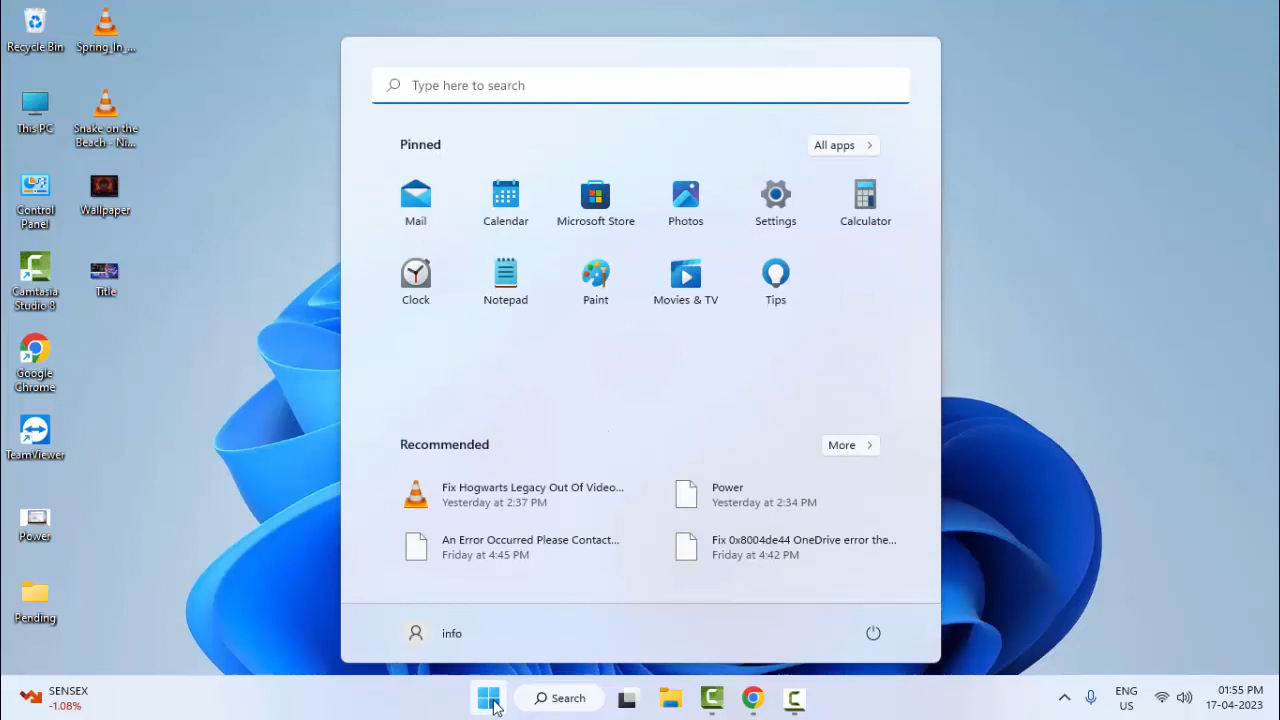 Recycle Bin
Spring_In_...
This PC
Snake on the
Beach - Ni...
Control
Panel
Wallpaper
Camtasia
Studio 8
Title
Google
Chrome
TeamViewer
Power
Pending
Type here to search
Pinned
All apps
Mail
Calendar
Microsoft Store
Photos
Settings
Calculator
Clock
Notepad
Paint
Movies & TV
Tips
Recommended
More
Fix Hogwarts Legacy Out Of Video...
Yesterday at 2:37 PM
Power
Yesterday at 2:34 PM
An Error Occurred Please Contact...
Friday at 4:45 PM
Fix 0x8004de44 OneDrive error the...
Friday at 4:42 PM
info
SENSEX
-1.08%
Search
ENG
US
01:55 PM
17-04-2023